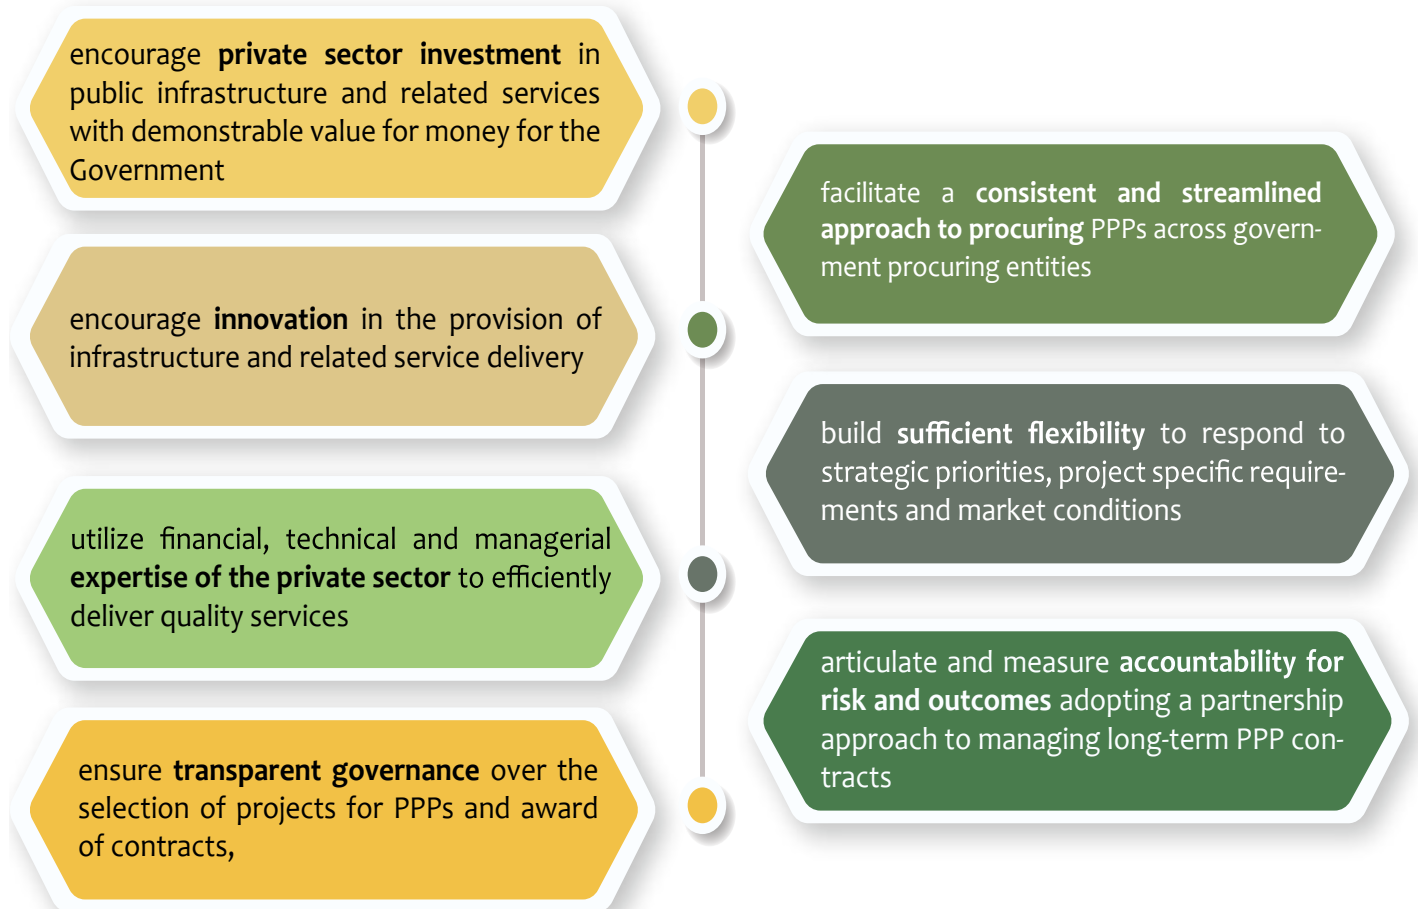 encourage private sector investment in
public infrastructure and related services
with demonstrable value for money for the
Government
facilitate a consistent and streamlined
approach to procuring PPPs across govern-
ment procuring entities
encourage innovation in the provision of
infrastructure and related service delivery
build sufficient flexibility to respond to
strategic priorities, project specific require-
ments and market conditions
utilize financial, technical and managerial
expertise of the private sector to efficiently
deliver quality services
articulate and measure accountability for
risk and outcomes adopting a partnership
approach to managing long-term PPP con-
tracts
ensure transparent governance over the
selection of projects for PPPs and award
of contracts,